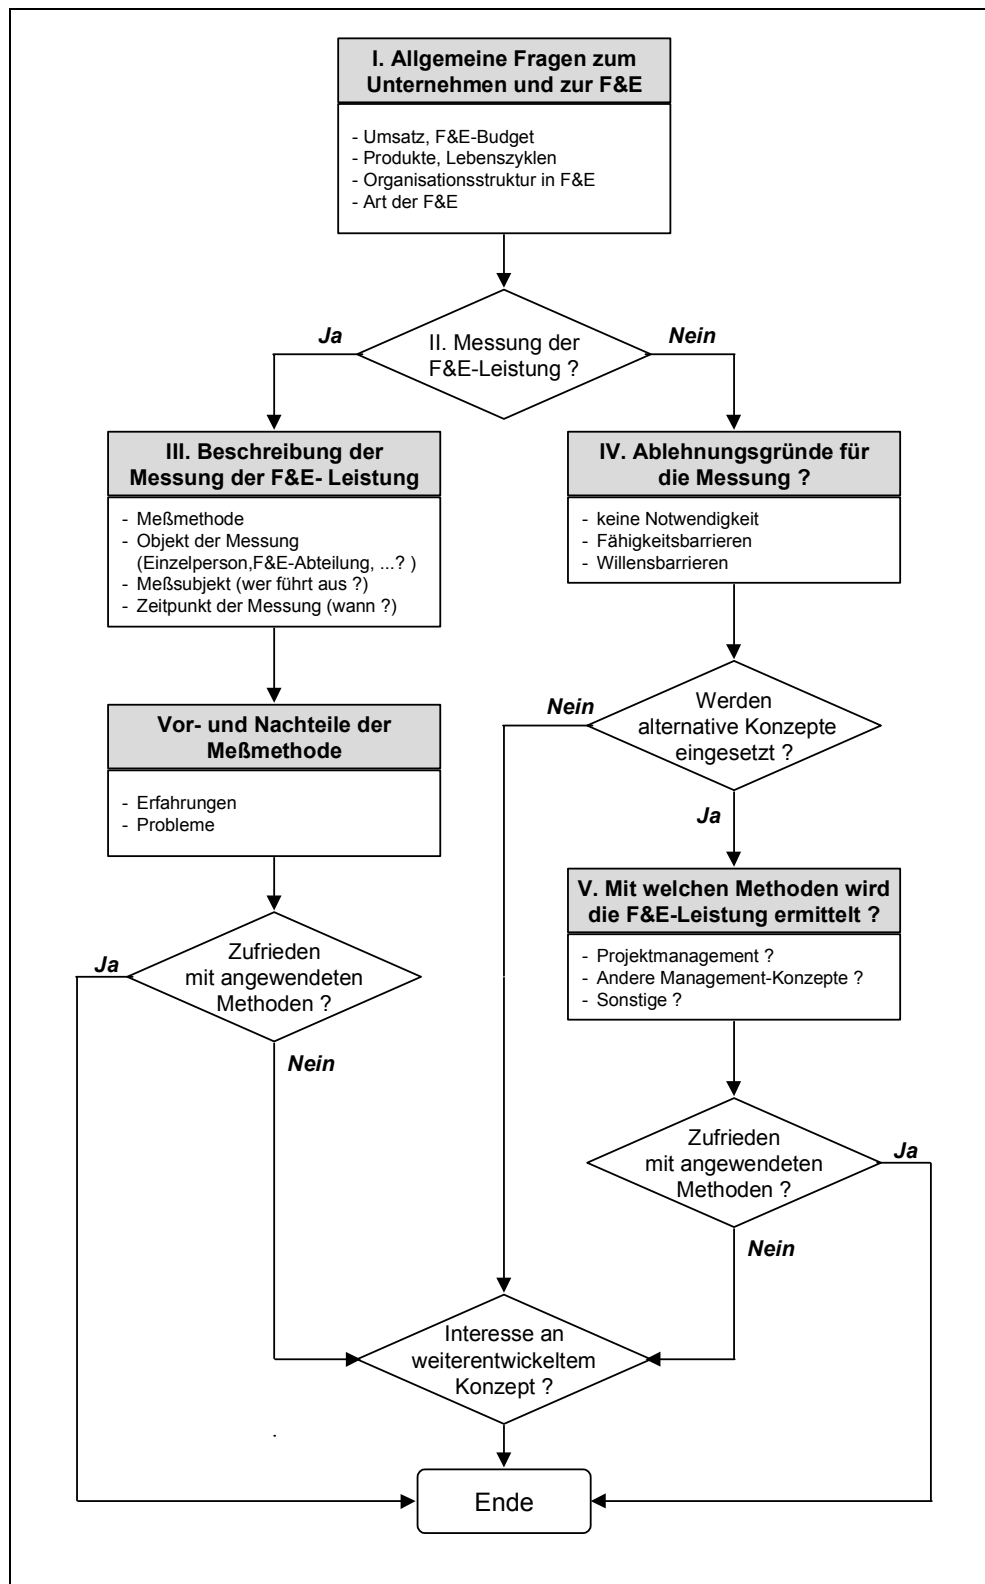 I. Allgemeine Fragen zum
Unternehmen und zur F&E
- Umsatz, F&E-Budget
- Produkte, Lebenszyklen
- Organisationsstruktur in F&E
- Art der F&E
Ja
II. Messung der
F&E-Leistung ?
Nein
III. Beschreibung der
Messung der F&E- Leistung
- Meßmethode
- Objekt der Messung
(Einzelperson,F&E-Abteilung, ...? )
- Meßsubjekt (wer führt aus ?)
- Zeitpunkt der Messung (wann ?)
IV. Ablehnungsgründe für
die Messung ?
- keine Notwendigkeit
- Fähigkeitsbarrieren
- Willensbarrieren
Vor- und Nachteile der
Meßmethode
- Erfahrungen
- Probleme
Nein
Werden
alternative Konzepte
eingesetzt ?
Ja
V. Mit welchen Methoden wird
die F&E-Leistung ermittelt ?
- Projektmanagement ?
- Andere Management-Konzepte ?
- Sonstige ?
Ja
Zufrieden
mit angewendeten
Methoden ?
Nein
Zufrieden
mit angewendeten
Methoden ?
Ja
Nein
Interesse an
weiterentwickeltem
Konzept ?
Ende